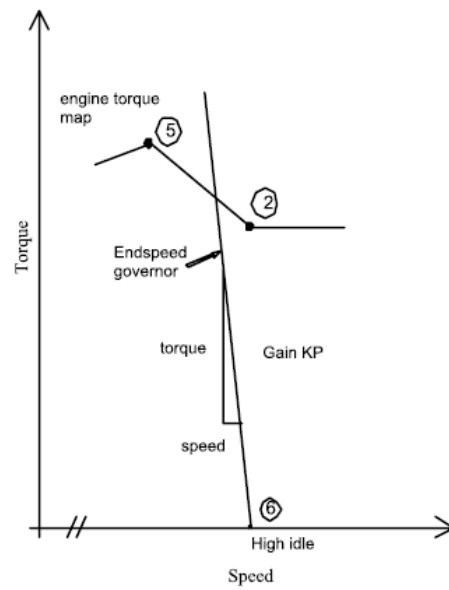 engine torque
map
5
2
Endspeed
governor
Torque
torque
Gain KP
speed
6
High idle
Speed